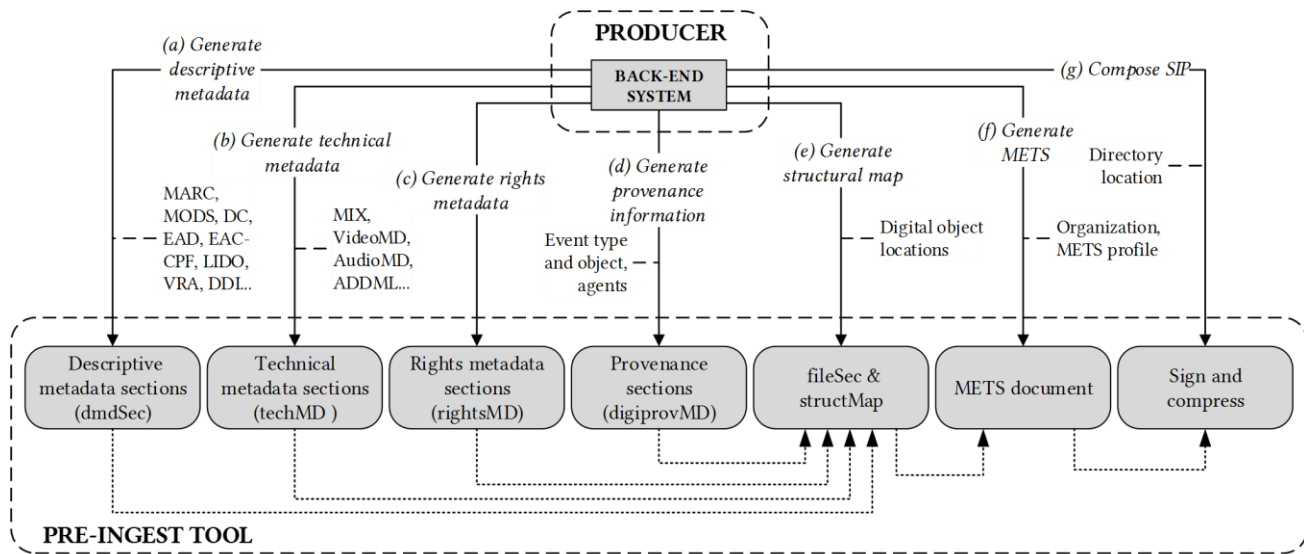 PRODUCER
BACK-END
SYSTEM
(a) Generate
descriptive
metadata
(b) Generate technical
metadata
(c) Generate rights
metadata
(d) Generate
provenance
information
(e) Generate
structural map
(f) Generate
METS
(g) Compose SIP
MARC,
MODS, DC,
EAD, EAC-
CPF, LIDO,
VRA, DDI...
MIX,
VideoMD,
AudioMD,
ADDML...
Event type
and object,
agents
Digital object
locations
Organization,
METS profile
Directory
location
Descriptive
metadata sections
(dmdSec)
Technical
metadata sections
(techMD )
Rights metadata
sections
(rightsMD)
Provenance
sections
(digiprovMD)
fileSec &
structMap
METS document
Sign and
compress
PRE-INGEST TOOL